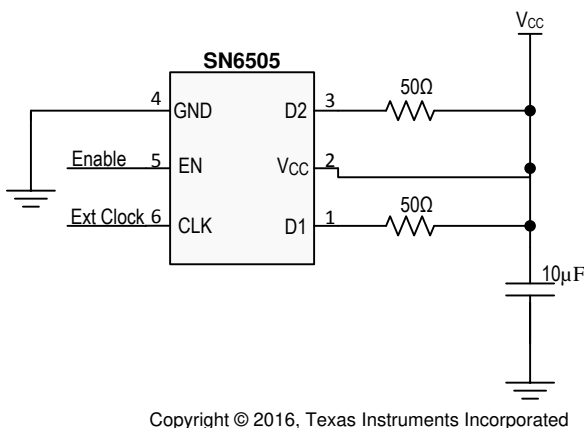 VCC
SN6505
50Ω
4
GND
D2
3
Enable
5
EN
VCC
2
50Ω
Ext Clock
6
CLK
D1
1
10µF
Copyright © 2016, Texas Instruments Incorporated